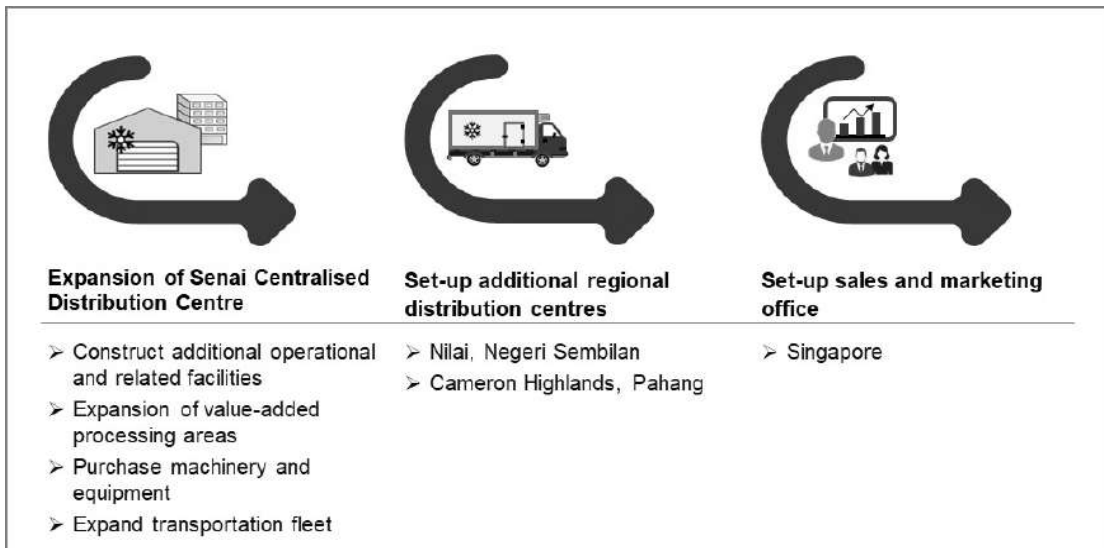 Expansion of Senai Centralised
Distribution Centre
➢ Construct additional operational
and related facilities
➢ Expansion of value-added
processing areas
➢ Purchase machinery and
equipment
➢ Expand transportation fleet
Set-up additional regional
distribution centres
➢ Nilai, Negeri Sembilan
➢ Cameron Highlands, Pahang
Set-up sales and marketing
office
➢ Singapore